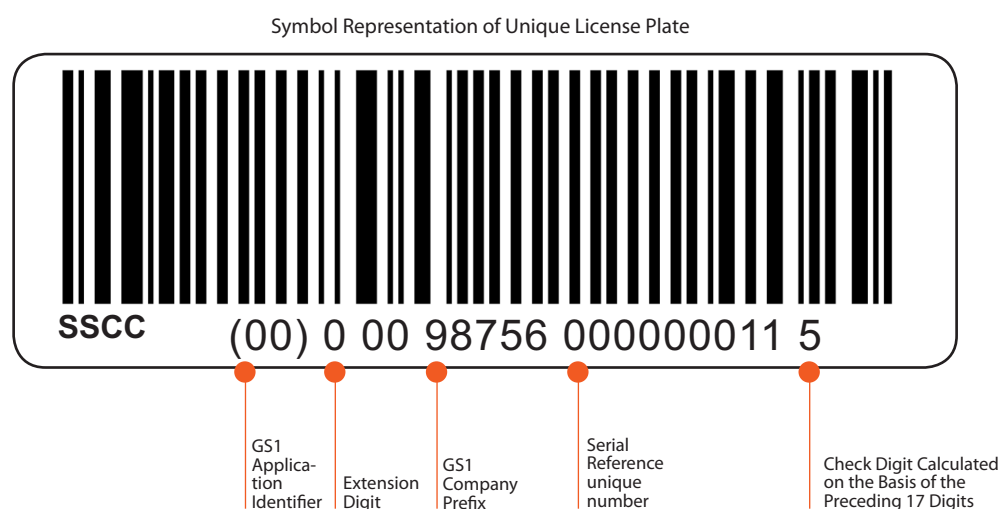 Symbol Representation of Unique License Plate
SSCC (00) 0 00 98756 000000011 5
GS1
Applica-
tion
Identifier
Extension
Digit
GS1
Company
Prefix
Serial
Reference
unique
number
Check Digit Calculated
on the Basis of the
Preceding 17 Digits